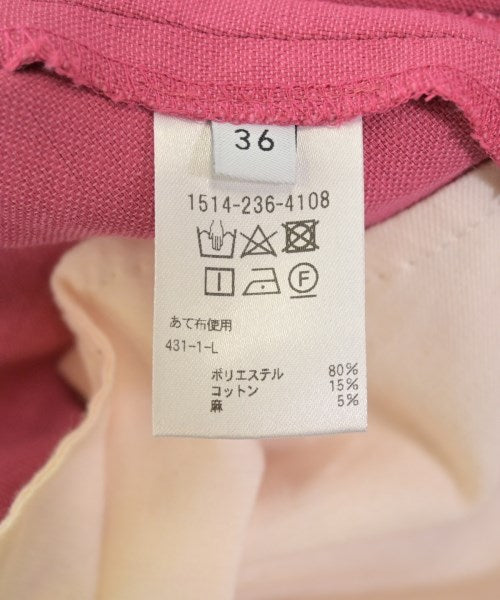 36
1514-236-4108
F
あて布使用
431-1-L
ポリエステル 80%
コットン 15%
麻 5%